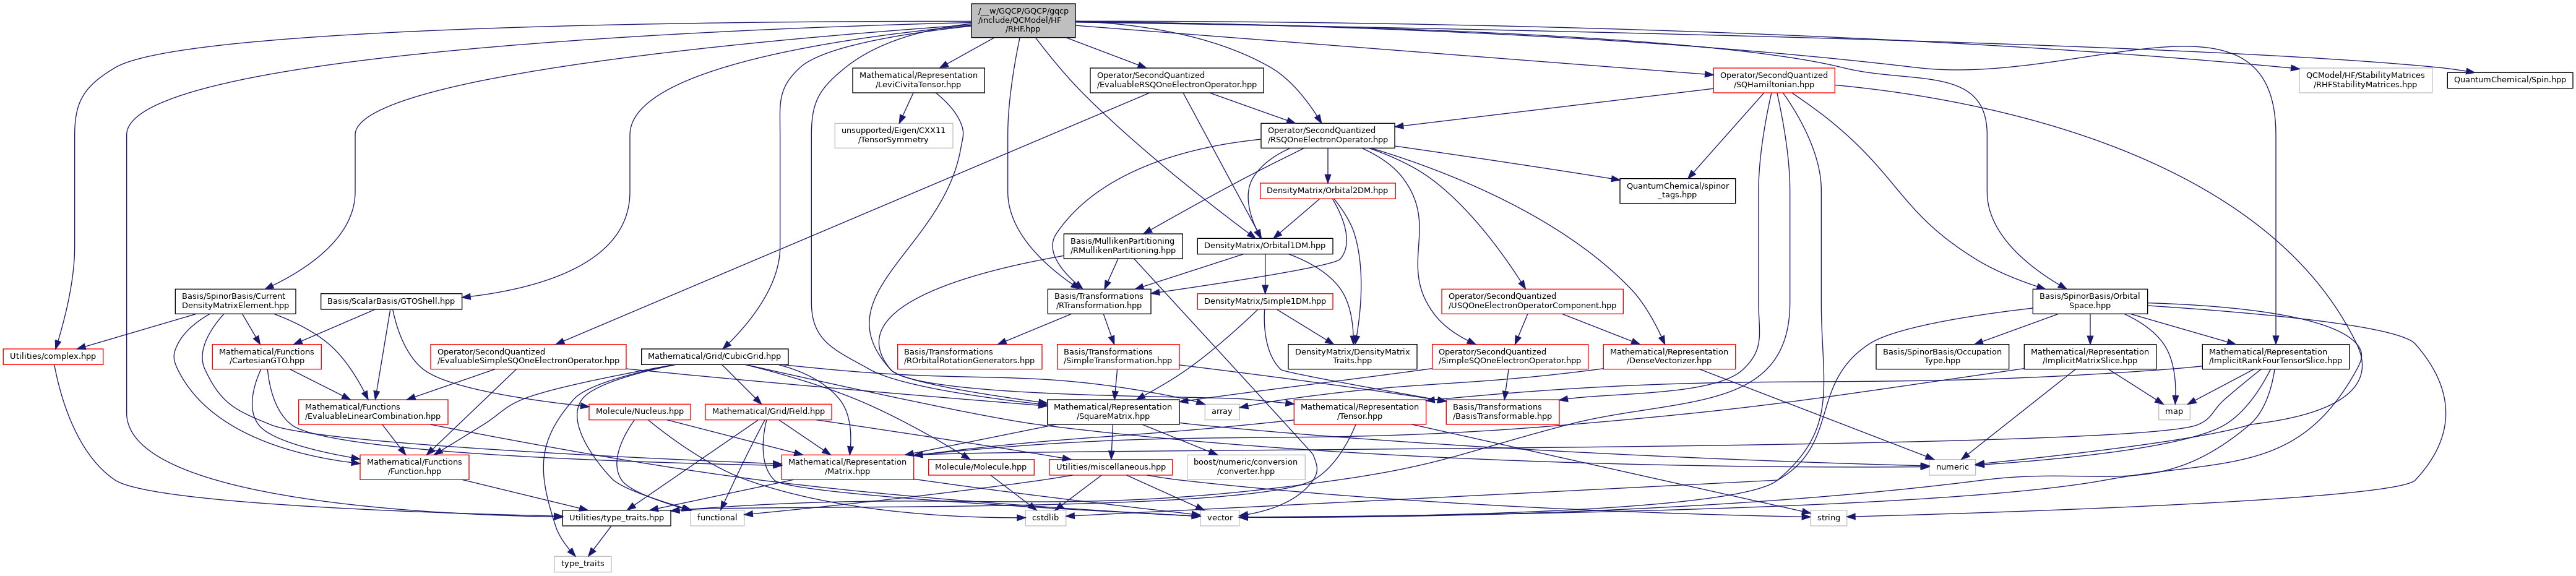 /__w/GQCP/GQCP/gqcp
/include/QCModel/HF
/RHF.hpp
Mathematical/Representation
/LeviCivitaTensor.hpp
Operator/SecondQuantized
/EvaluableRSQOneElectronOperator.hpp
Operator/SecondQuantized
/SQHamiltonian.hpp
QCModel/HF/StabilityMatrices
/RHFStabilityMatrices.hpp
QuantumChemical/Spin.hpp
unsupported/Eigen/CXX11
/TensorSymmetry
Operator/SecondQuantized
/RSQOneElectronOperator.hpp
DensityMatrix/Orbital2DM.hpp
QuantumChemical/spinor
_tags.hpp
Basis/MullikenPartitioning
/RMullikenPartitioning.hpp
DensityMatrix/Orbital1DM.hpp
Basis/SpinorBasis/Current
DensityMatrixElement.hpp
Basis/ScalarBasis/GTOShell.hpp
Basis/Transformations
/RTransformation.hpp
DensityMatrix/Simple1DM.hpp
Operator/SecondQuantized
/USQOneElectronOperatorComponent.hpp
Basis/SpinorBasis/Orbital
Space.hpp
Utilities/complex.hpp
Mathematical/Functions
/CartesianGTO.hpp
Operator/SecondQuantized
/EvaluableSimpleSQOneElectronOperator.hpp
Mathematical/Grid/CubicGrid.hpp
Basis/Transformations
/ROrbitalRotationGenerators.hpp
Basis/Transformations
/SimpleTransformation.hpp
DensityMatrix/DensityMatrix
Traits.hpp
Operator/SecondQuantized
/SimpleSQOneElectronOperator.hpp
Mathematical/Representation
/DenseVectorizer.hpp
Basis/SpinorBasis/Occupation
Type.hpp
Mathematical/Representation
/ImplicitMatrixSlice.hpp
Mathematical/Representation
/ImplicitRankFourTensorSlice.hpp
Mathematical/Functions
/EvaluableLinearCombination.hpp
Molecule/Nucleus.hpp
Mathematical/Grid/Field.hpp
Mathematical/Representation
/SquareMatrix.hpp
array
Mathematical/Representation
/Tensor.hpp
Basis/Transformations
/BasisTransformable.hpp
map
Mathematical/Functions
/Function.hpp
Mathematical/Representation
/Matrix.hpp
Molecule/Molecule.hpp
Utilities/miscellaneous.hpp
boost/numeric/conversion
/converter.hpp
numeric
Utilities/type_traits.hpp
functional
cstdlib
vector
string
type_traits